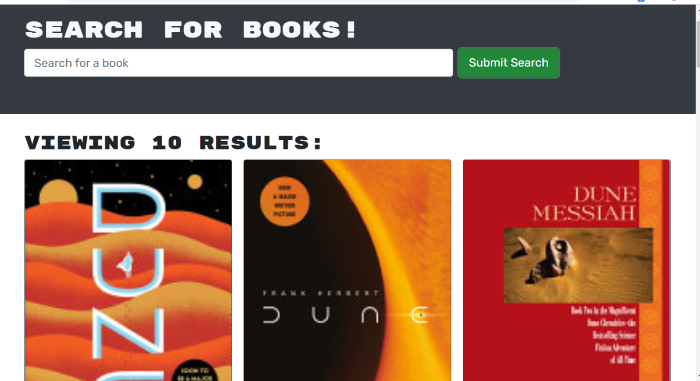 SEARCH FOR BOOKS!
Search for a book
Submit Search
VIEWING 10 RESULTS:
SOON TO
BE A MAJOR
NOW
A MAJOR
MOTION
PICTURE
FRANK HERBERT
DUNE
DUNE
MESSIAH
Book Two in the Magnificent
Dune Chronicles–the
Bestselling Science
Fiction Adventure
of All Time